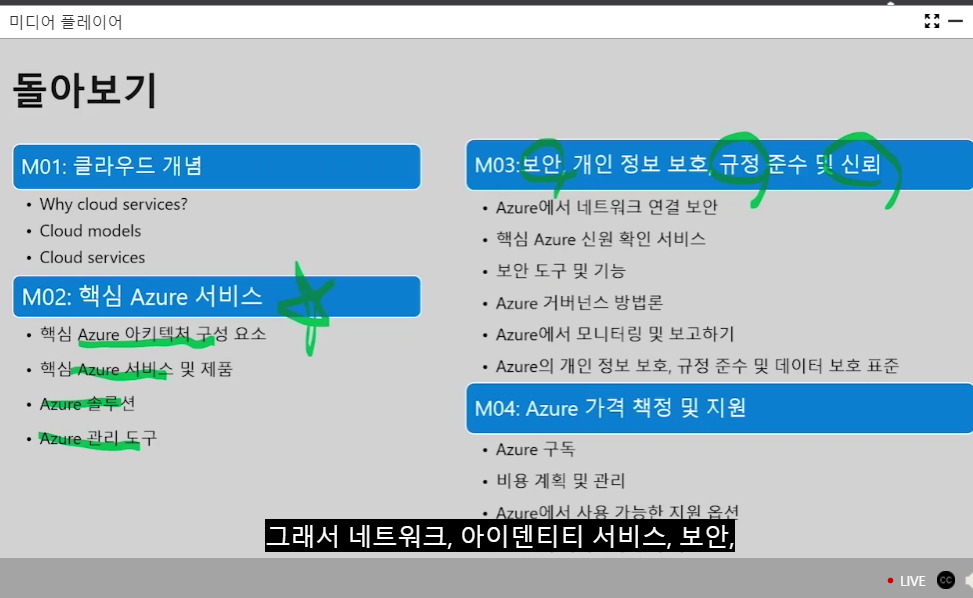 미디어 플레이어
돌아보기
M01: 클라우드 개념
• Why cloud services?
• Cloud models
• Cloud services
M02: 핵심 Azure 서비스
• 핵심 Azure 아키텍처 구성 요소
• 핵심 Azure 서비스 및 제품
• Azure 솔루션
• Azure 관리 도구
M03:보안, 개인 정보 보호, 규정 준수 및 신뢰
• Azure에서 네트워크 연결 보안
• 핵심 Azure 신원 확인 서비스
• 보안 도구 및 기능
• Azure 거버넌스 방법론
• Azure에서 모니터링 및 보고하기
• Azure의 개인 정보 보호, 규정 준수 및 데이터 보호 표준
M04: Azure 가격 책정 및 지원
• Azure 구독
• 비용 계획 및 관리
• Azure에서 사용 가능한 지원 옵션
그래서 네트워크, 아이덴티티 서비스, 보안,
LIVE CC